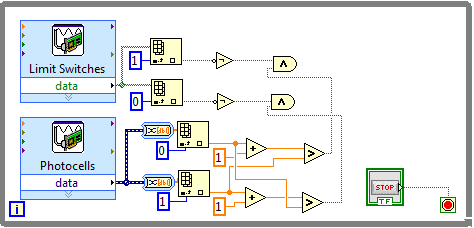 Limit Switches
data
1
0
Photocells
data
0
1
1
1
STOP
TF
i